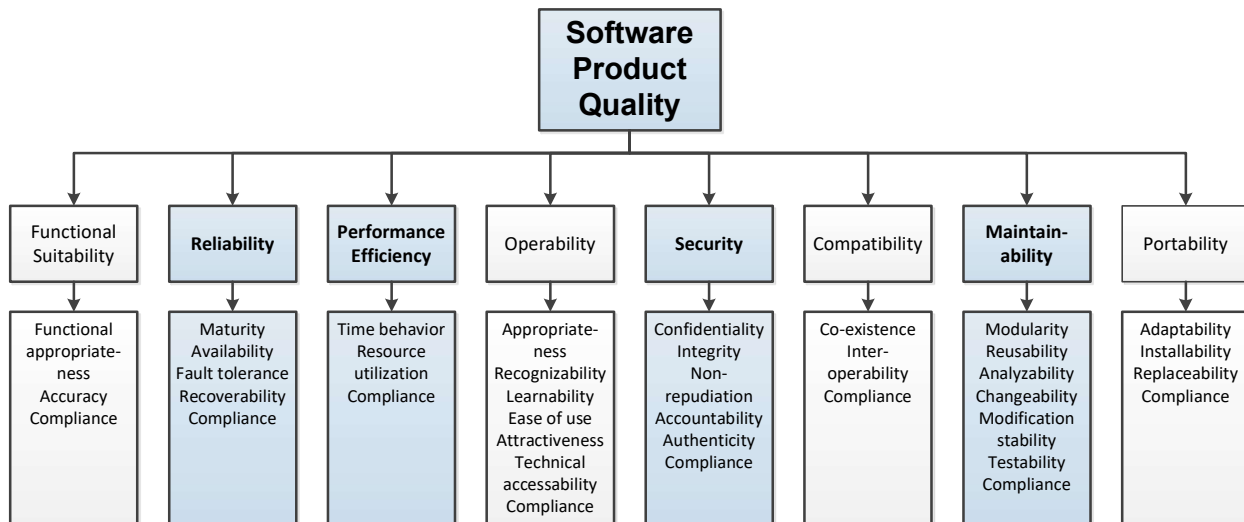 Software
Product
Quality
Functional
Suitability
Reliability
Performance
Efficiency
Operability
Security
Compatibility
Maintain-
ability
Portability
Functional
appropriate-
ness
Accuracy
Compliance
Maturity
Availability
Fault tolerance
Recoverability
Compliance
Time behavior
Resource
utilization
Compliance
Appropriate-
ness
Recognizability
Learnability
Ease of use
Attractiveness
Technical
accessability
Compliance
Confidentiality
Integrity
Non-
repudiation
Accountability
Authenticity
Compliance
Co-existence
Inter-
operability
Compliance
Modularity
Reusability
Analyzability
Changeability
Modification
stability
Testability
Compliance
Adaptability
Installability
Replaceability
Compliance